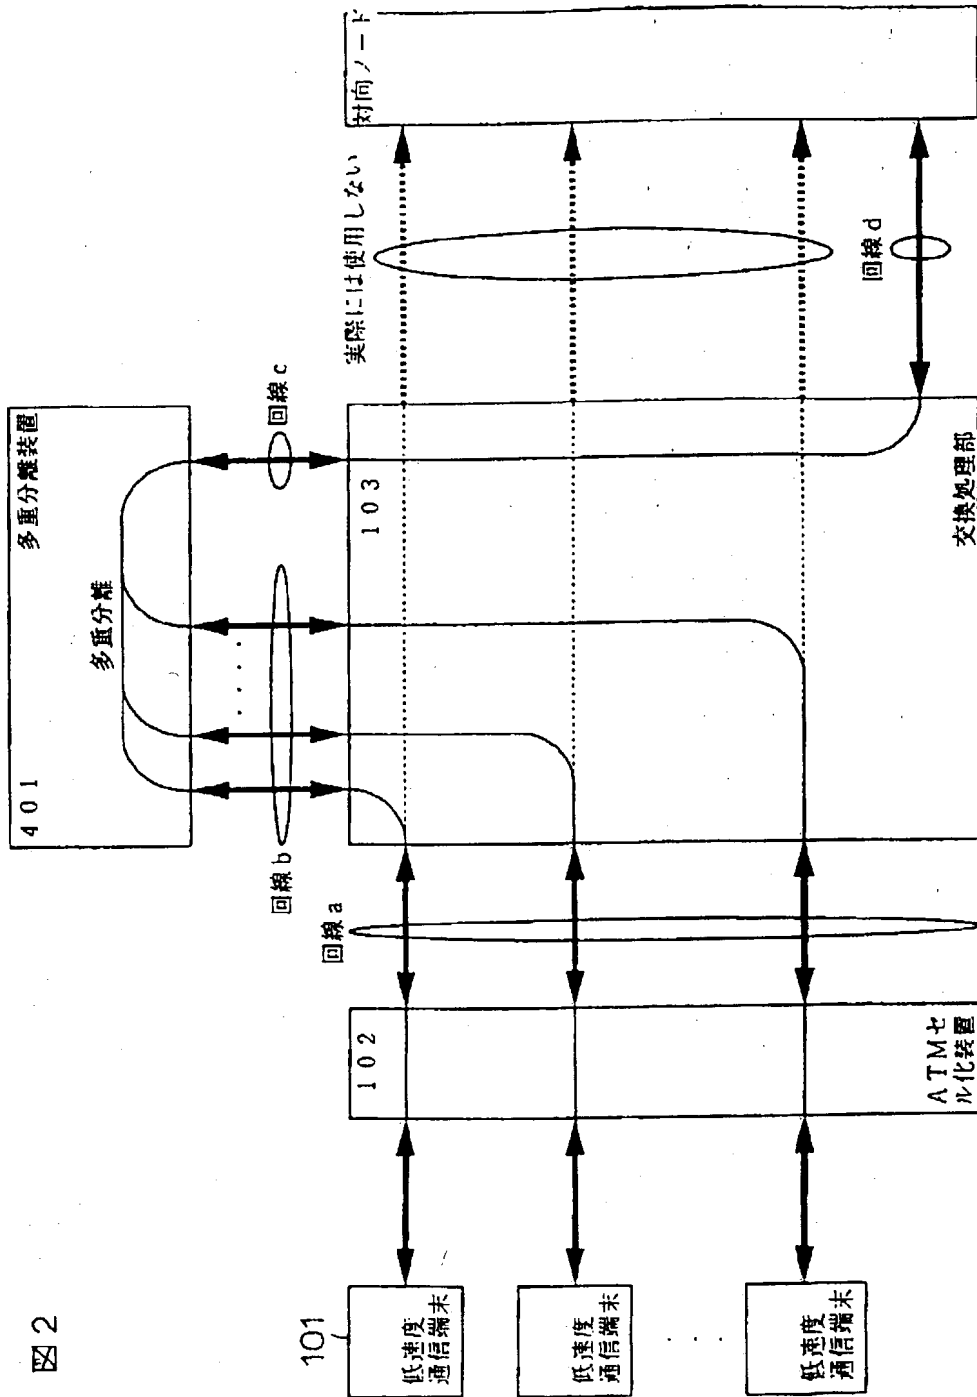 図2
401
多重分離装置
多重分離
回線b
回線c
回線a
実際には使用しない
対向ノード
101
低速度
通信端末
低速度
通信端末
・・・
低速度
通信端末
102
ATMセ
ル化装置
103
交換処理部
回線d